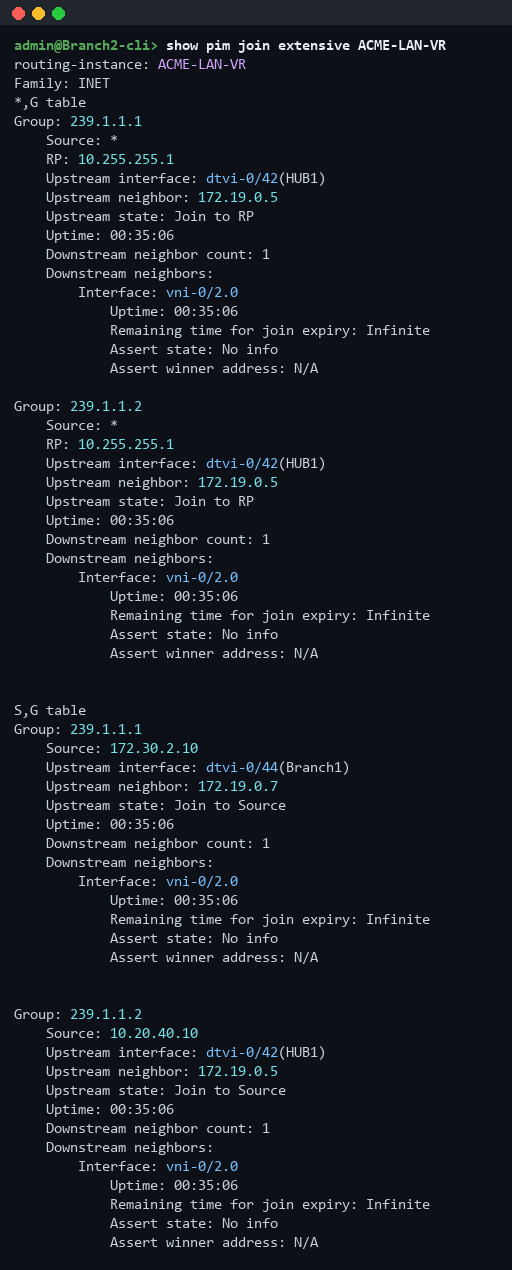 admin@Branch2-cli> show pim join extensive ACME-LAN-VR
routing-instance: ACME-LAN-VR
Family: INET
*,G table
Group: 239.1.1.1
    Source: *
    RP: 10.255.255.1
    Upstream interface: dtvi-0/42(HUB1)
    Upstream neighbor: 172.19.0.5
    Upstream state: Join to RP
    Uptime: 00:35:06
    Downstream neighbor count: 1
    Downstream neighbors:
        Interface: vni-0/2.0
            Uptime: 00:35:06
            Remaining time for join expiry: Infinite
            Assert state: No info
            Assert winner address: N/A

Group: 239.1.1.2
    Source: *
    RP: 10.255.255.1
    Upstream interface: dtvi-0/42(HUB1)
    Upstream neighbor: 172.19.0.5
    Upstream state: Join to RP
    Uptime: 00:35:06
    Downstream neighbor count: 1
    Downstream neighbors:
        Interface: vni-0/2.0
            Uptime: 00:35:06
            Remaining time for join expiry: Infinite
            Assert state: No info
            Assert winner address: N/A


S,G table
Group: 239.1.1.1
    Source: 172.30.2.10
    Upstream interface: dtvi-0/44(Branch1)
    Upstream neighbor: 172.19.0.7
    Upstream state: Join to Source
    Uptime: 00:35:06
    Downstream neighbor count: 1
    Downstream neighbors:
        Interface: vni-0/2.0
            Uptime: 00:35:06
            Remaining time for join expiry: Infinite
            Assert state: No info
            Assert winner address: N/A


Group: 239.1.1.2
    Source: 10.20.40.10
    Upstream interface: dtvi-0/42(HUB1)
    Upstream neighbor: 172.19.0.5
    Upstream state: Join to Source
    Uptime: 00:35:06
    Downstream neighbor count: 1
    Downstream neighbors:
        Interface: vni-0/2.0
            Uptime: 00:35:06
            Remaining time for join expiry: Infinite
            Assert state: No info
            Assert winner address: N/A